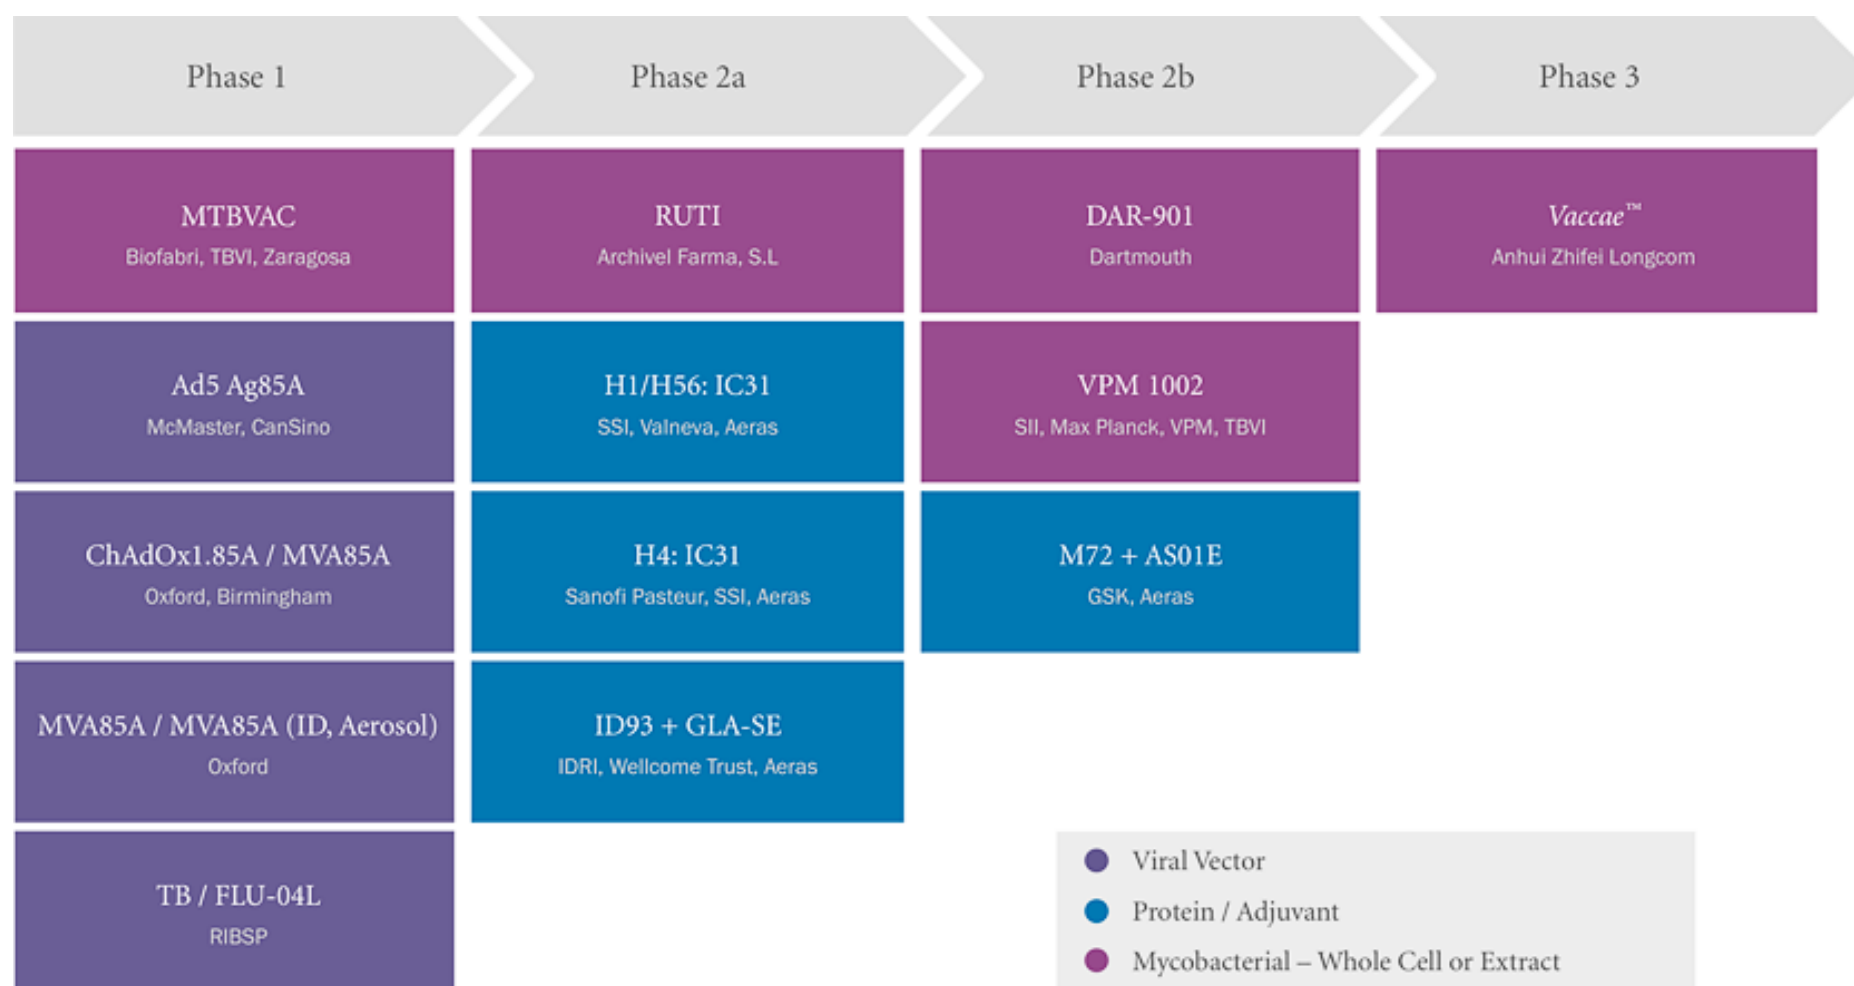 Phase 1
Phase 2a
Phase 2b
Phase 3
MTBVAC
Biofabri, TBVI, Zaragosa
RUTI
Archivel Farma, S.L
DAR-901
Dartmouth
Vaccae™
Anhui Zhifei Longcom
Ad5 Ag85A
McMaster, CanSino
H1/H56: IC31
SSI, Valneva, Aeras
VPM 1002
SII, Max Planck, VPM, TBVI
ChAdOx1.85A / MVA85A
Oxford, Birmingham
H4: IC31
Sanofi Pasteur, SSI, Aeras
M72 + AS01E
GSK, Aeras
MVA85A / MVA85A (ID, Aerosol)
Oxford
ID93 + GLA-SE
IDRI, Wellcome Trust, Aeras
TB / FLU-04L
RIBSP
Viral Vector
Protein / Adjuvant
Mycobacterial – Whole Cell or Extract